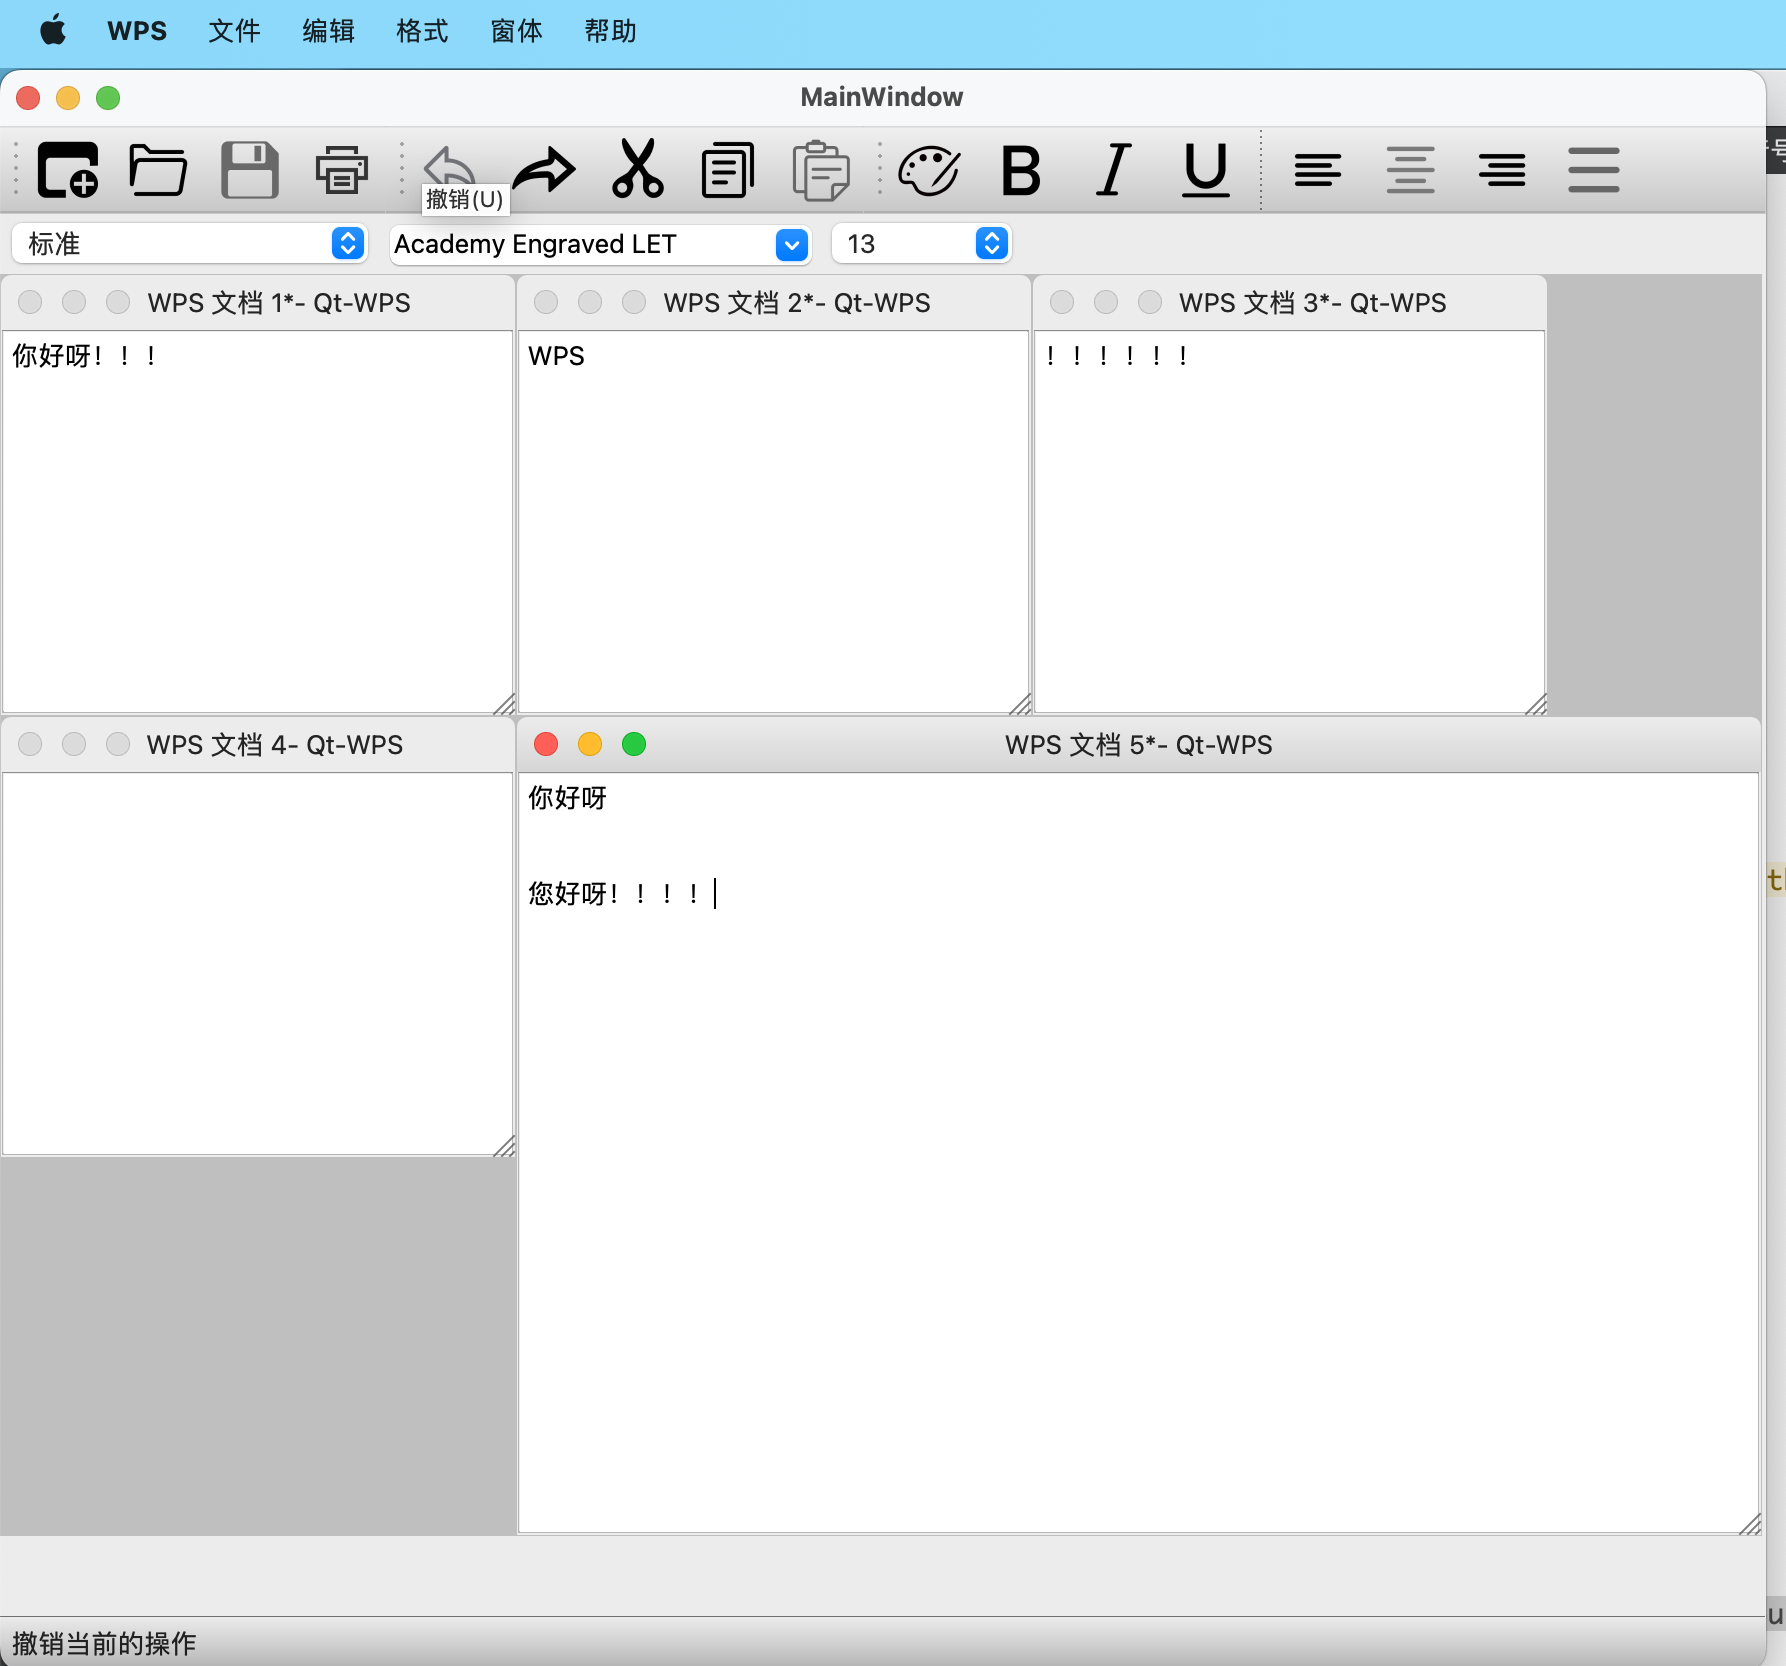 WPS 文件 编辑 格式 窗体 帮助
MainWindow
B I U
撤销(U)
标准 Academy Engraved LET 13
WPS 文档 1*- Qt-WPS
你好呀！！！
WPS 文档 2*- Qt-WPS
WPS
WPS 文档 3*- Qt-WPS
！！！！！！
WPS 文档 4- Qt-WPS
WPS 文档 5*- Qt-WPS
你好呀
您好呀！！！！
撤销当前的操作